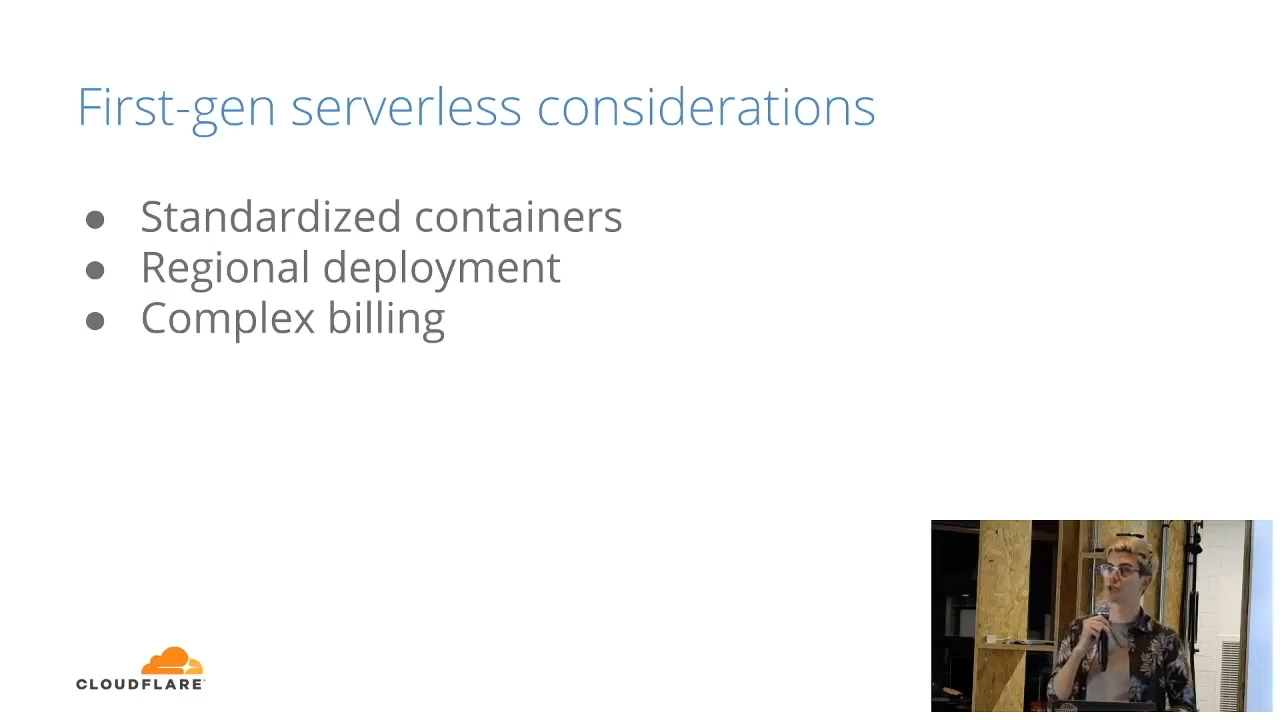 First-gen serverless considerations
● Standardized containers
● Regional deployment
● Complex billing
CLOUDFLARE